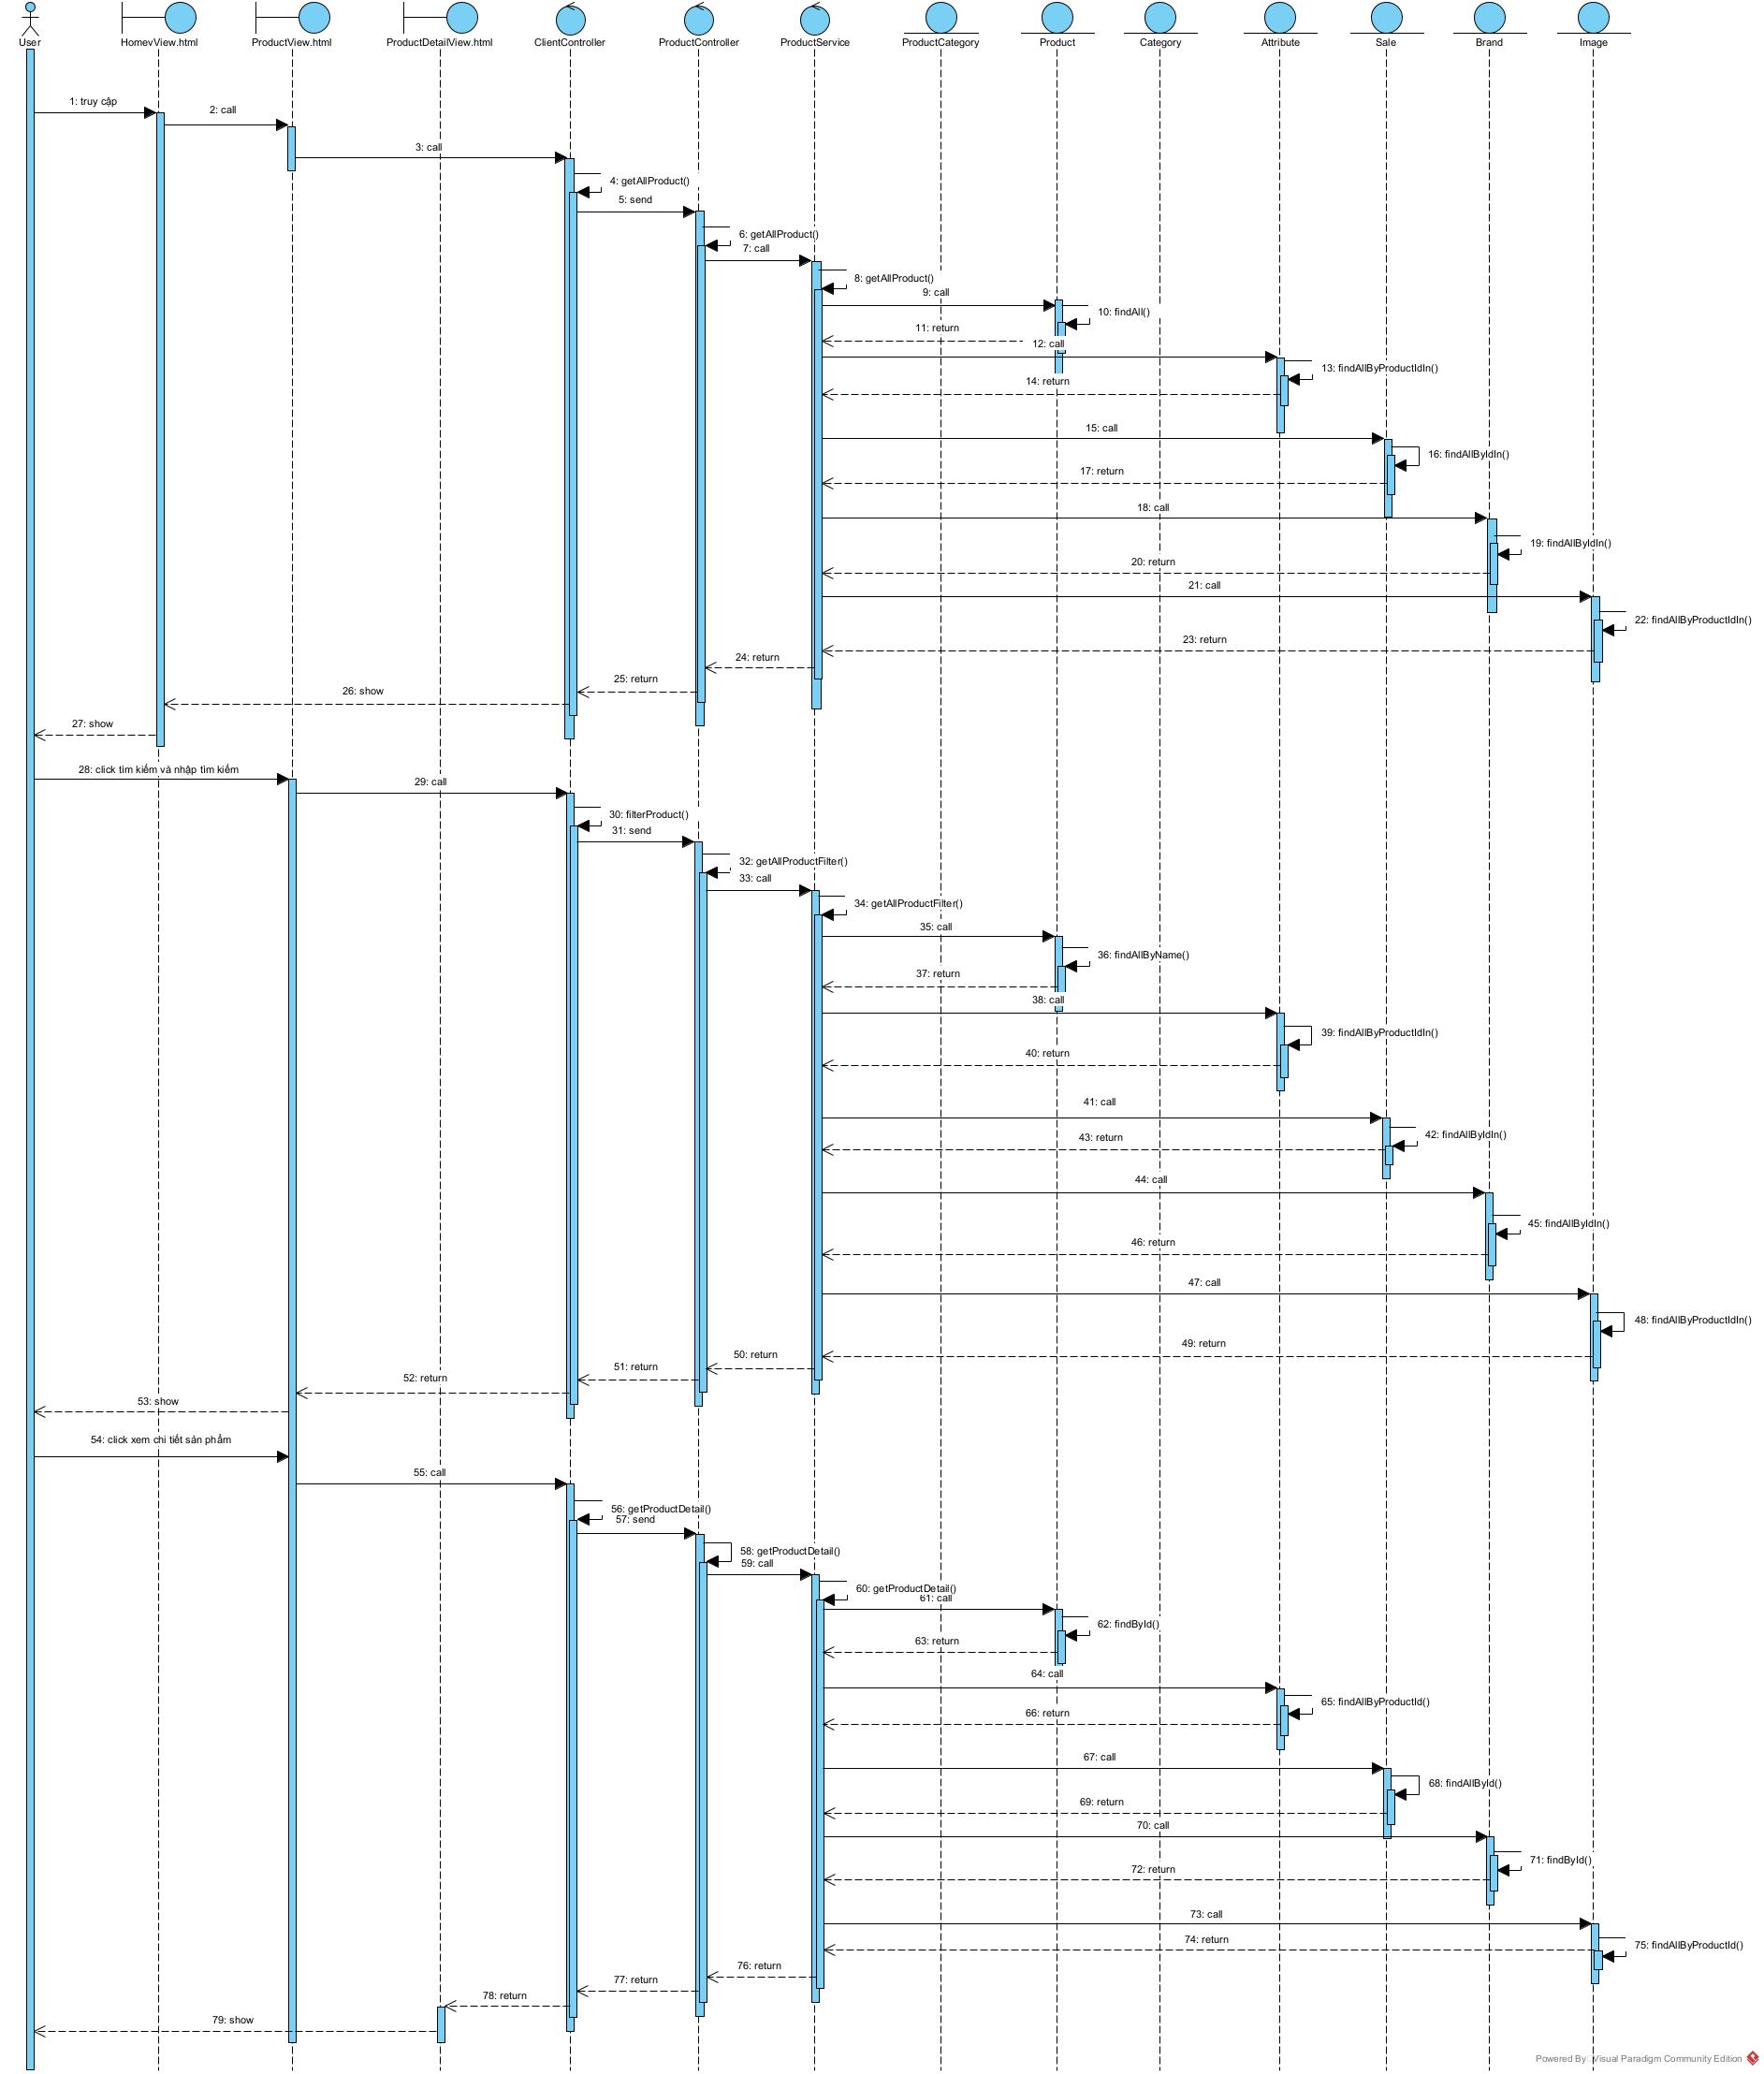 User
HomevView.html
ProductView.html
ProductDetailView.html
ClientController
ProductController
ProductService
ProductCategory
Product
Category
Attribute
Sale
Brand
Image
1: truy cập
2: call
3: call
4: getAllProduct()
5: send
6: getAllProduct()
7: call
8: getAllProduct()
9: call
10: findAll()
11: return
12: call
13: findAllByProductIdIn()
14: return
15: call
16: findAllByIdIn()
17: return
18: call
19: findAllByIdIn()
20: return
21: call
22: findAllByProductIdIn()
23: return
24: return
25: return
26: show
27: show
28: click tìm kiếm và nhập tìm kiếm
29: call
30: filterProduct()
31: send
32: getAllProductFilter()
33: call
34: getAllProductFilter()
35: call
36: findAllByName()
37: return
38: call
39: findAllByProductIdIn()
40: return
41: call
42: findAllByIdIn()
43: return
44: call
45: findAllByIdIn()
46: return
47: call
48: findAllByProductIdIn()
49: return
50: return
51: return
52: return
53: show
54: click xem chi tiết sản phẩm
55: call
56: getProductDetail()
57: send
58: getProductDetail()
59: call
60: getProductDetail()
61: call
62: findById()
63: return
64: call
65: findAllByProductId()
66: return
67: call
68: findAllById()
69: return
70: call
71: findById()
72: return
73: call
74: return
75: findAllByProductId()
76: return
77: return
78: return
79: show
Powered By Visual Paradigm Community Edition